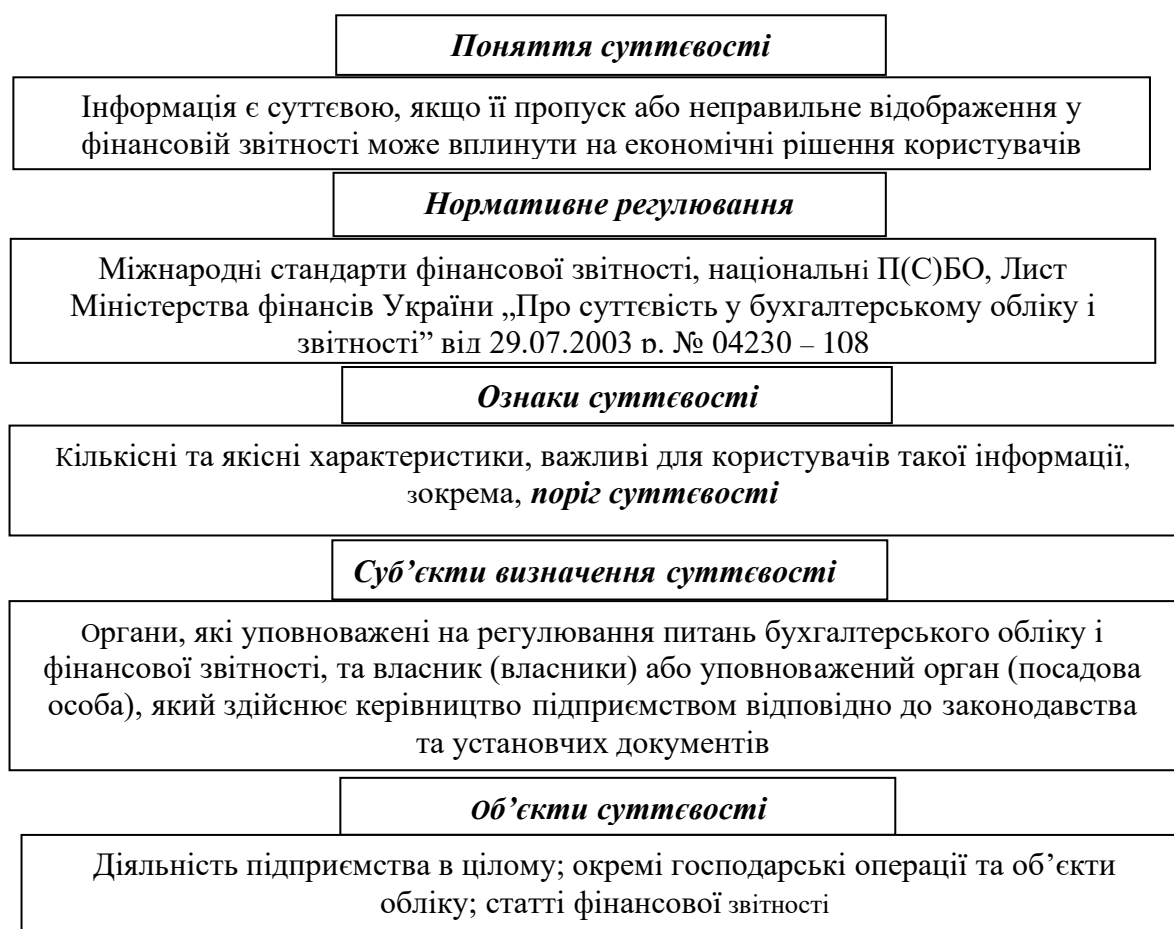 Поняття суттєвості
Інформація є суттєвою, якщо її пропуск або неправильне відображення у
фінансовій звітності може вплинути на економічні рішення користувачів
Нормативне регулювання
Міжнародні стандарти фінансової звітності, національні П(С)БО, Лист
Міністерства фінансів України „Про суттєвість у бухгалтерському обліку і
звітності” від 29.07.2003 р. № 04230 – 108
Ознаки суттєвості
Кількісні та якісні характеристики, важливі для користувачів такої інформації,
зокрема, поріг суттєвості
Суб’єкти визначення суттєвості
Органи, які уповноважені на регулювання питань бухгалтерського обліку і
фінансової звітності, та власник (власники) або уповноважений орган (посадова
особа), який здійснює керівництво підприємством відповідно до законодавства
та установчих документів
Об’єкти суттєвості
Діяльність підприємства в цілому; окремі господарські операції та об’єкти
обліку; статті фінансової звітності